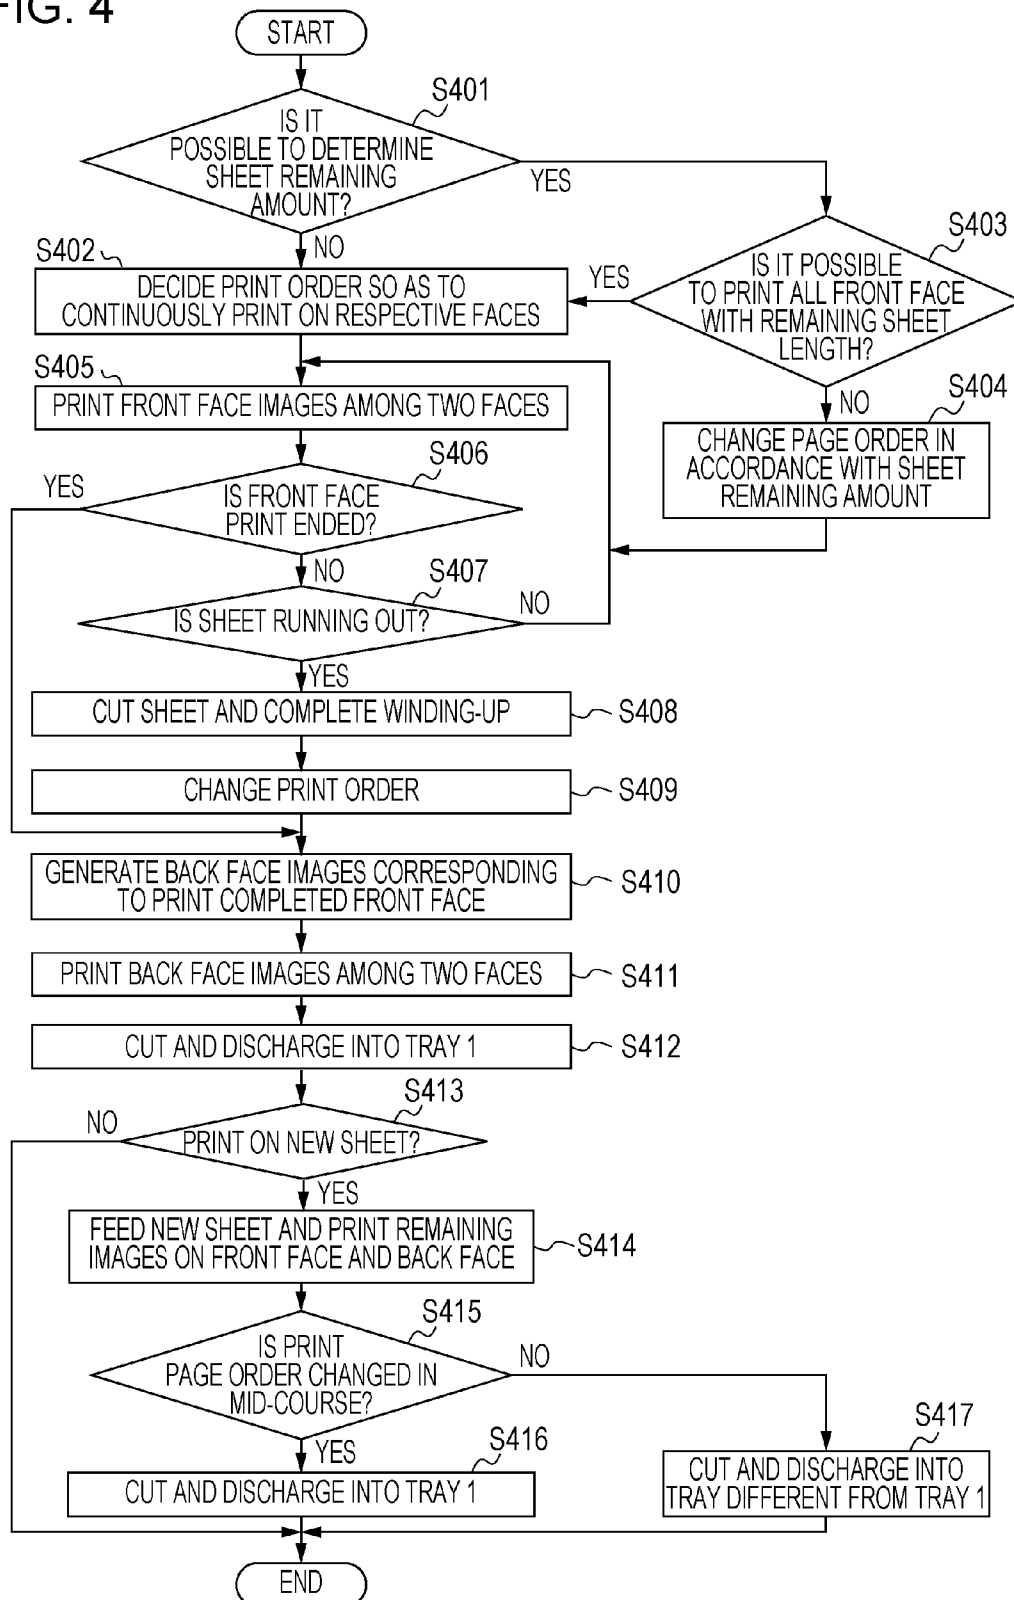 FIG. 4
START
S401
IS IT
POSSIBLE TO DETERMINE
SHEET REMAINING
AMOUNT?
YES
NO
S403
IS IT POSSIBLE
TO PRINT ALL FRONT FACE
WITH REMAINING SHEET
LENGTH?
YES
NO
S402
DECIDE PRINT ORDER SO AS TO
CONTINUOUSLY PRINT ON RESPECTIVE FACES
S404
CHANGE PAGE ORDER IN
ACCORDANCE WITH SHEET
REMAINING AMOUNT
S405
PRINT FRONT FACE IMAGES AMONG TWO FACES
S406
YES
IS FRONT FACE
PRINT ENDED?
NO
S407
IS SHEET RUNNING OUT?
NO
YES
CUT SHEET AND COMPLETE WINDING-UP
S408
CHANGE PRINT ORDER
S409
GENERATE BACK FACE IMAGES CORRESPONDING
TO PRINT COMPLETED FRONT FACE
S410
PRINT BACK FACE IMAGES AMONG TWO FACES
S411
CUT AND DISCHARGE INTO TRAY 1
S412
S413
NO
PRINT ON NEW SHEET?
YES
FEED NEW SHEET AND PRINT REMAINING
IMAGES ON FRONT FACE AND BACK FACE
S414
S415
IS PRINT
PAGE ORDER CHANGED IN
MID-COURSE?
NO
YES
S416
CUT AND DISCHARGE INTO TRAY 1
S417
CUT AND DISCHARGE INTO
TRAY DIFFERENT FROM TRAY 1
END